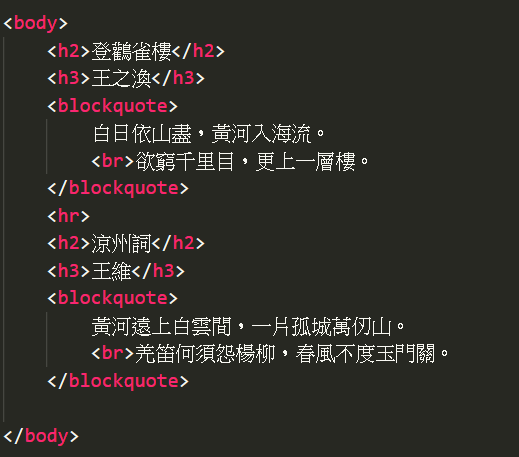 <body>
<h2>登鸛雀樓</h2>
<h3>王之渙</h3>
<blockquote>
白日依山盡，黃河入海流。
<br>欲窮千里目，更上一層樓。
</blockquote>
<hr>
<h2>涼州詞</h2>
<h3>王維</h3>
<blockquote>
黃河遠上白雲間，一片孤城萬仞山。
<br>羌笛何須怨楊柳，春風不度玉門關。
</blockquote>
</body>